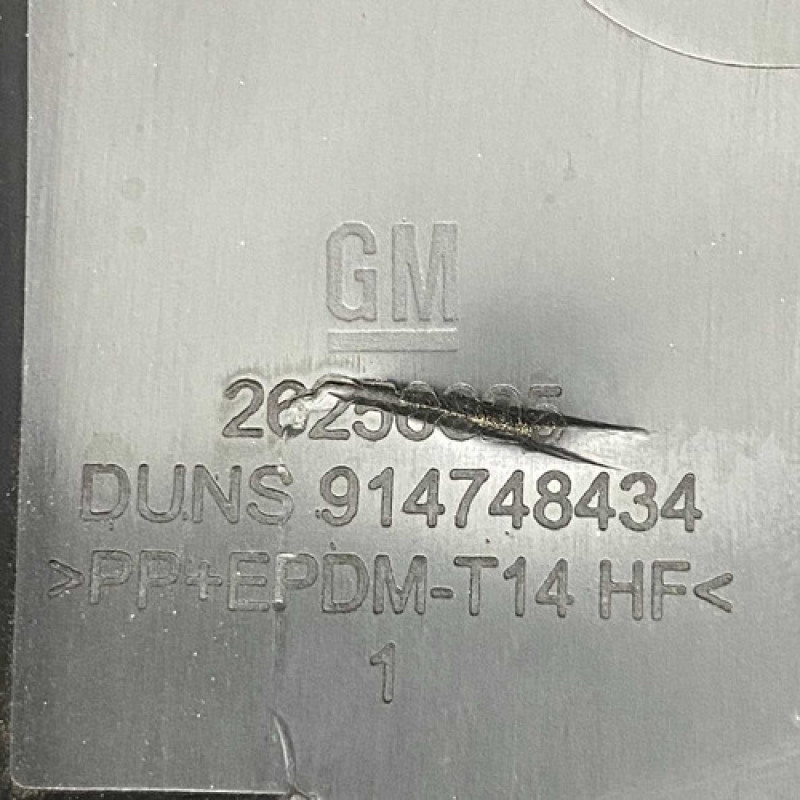 GM
DUNS 914748434
>PP+EPDM-T14 HF<
1